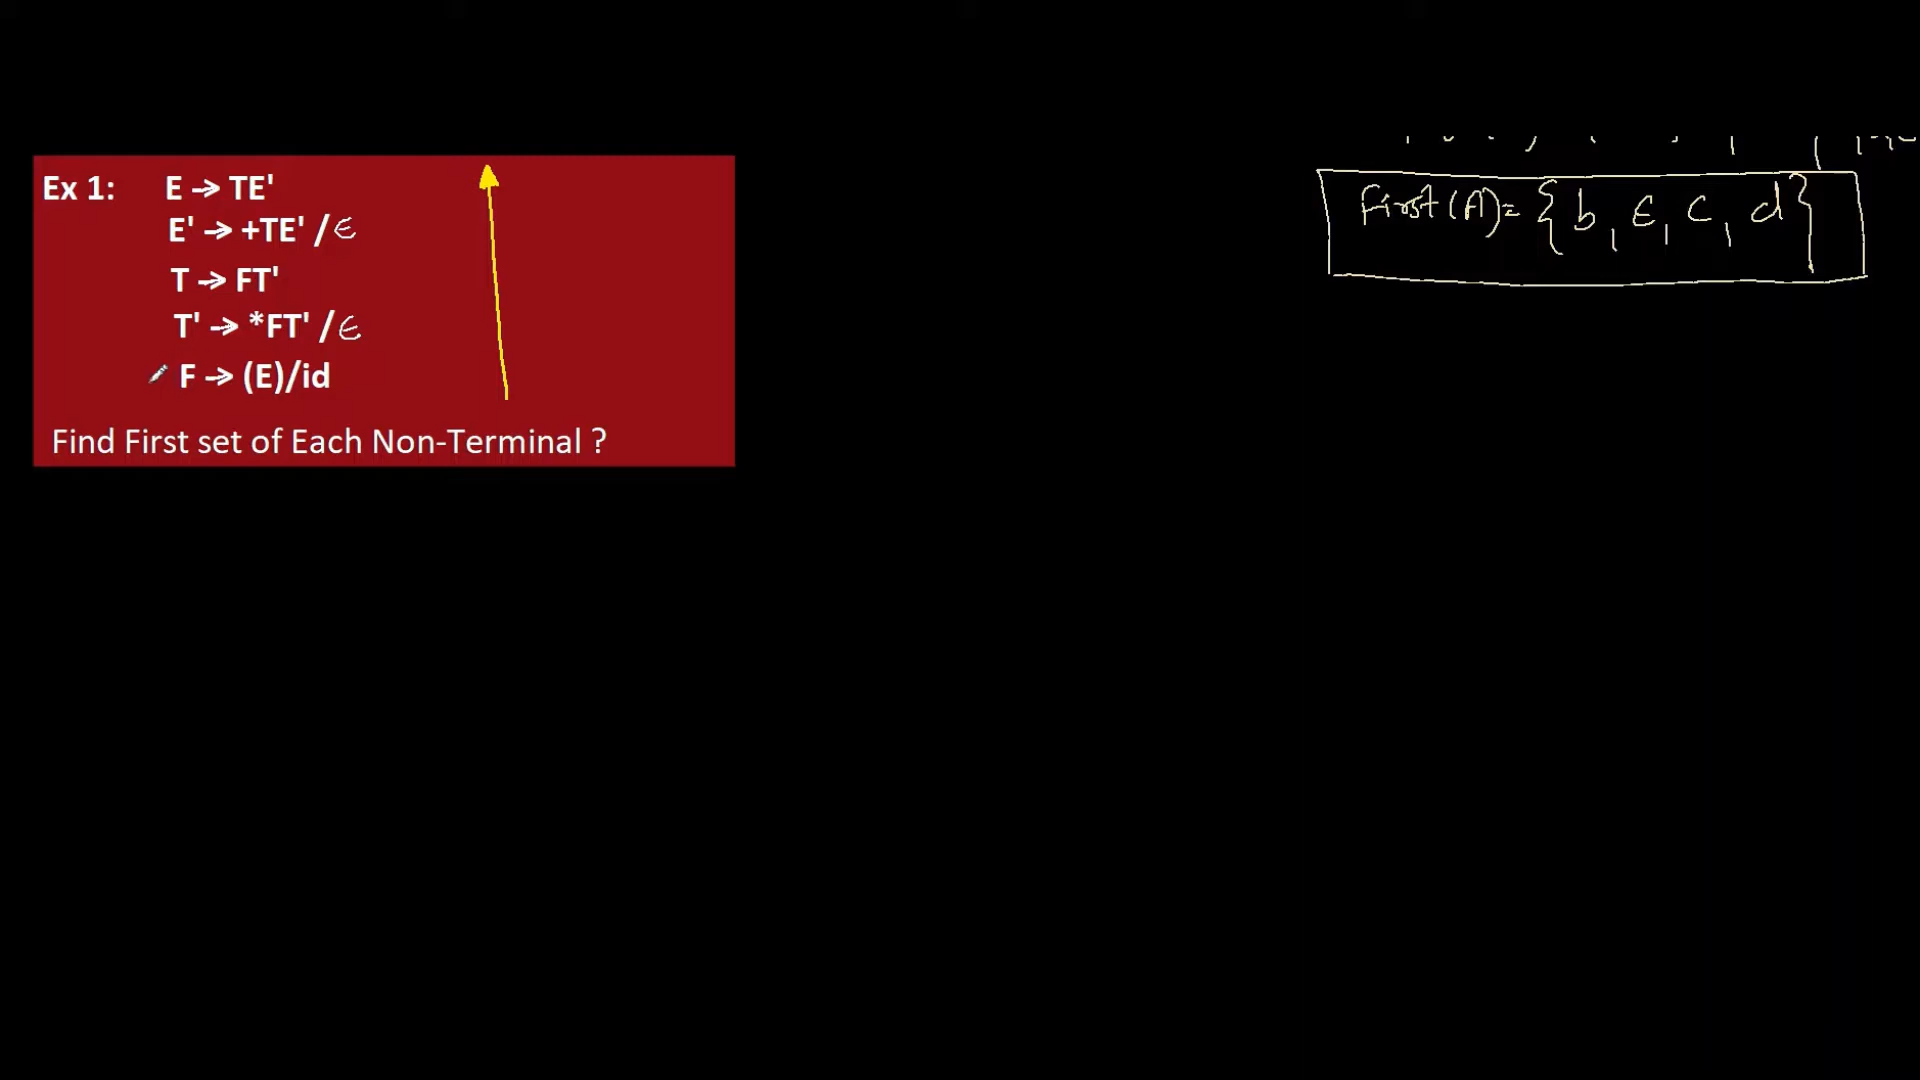 Ex 1: E -> TE'
E' -> +TE' /ϵ
T -> FT'
T' -> *FT' /ϵ
F -> (E)/id
Find First set of Each Non-Terminal ?
First(A)= {b, ϵ, c, d}